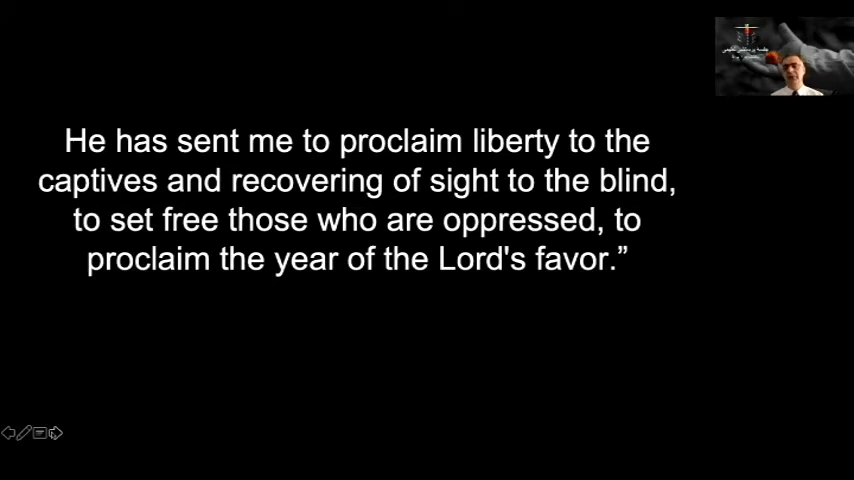 He has sent me to proclaim liberty to the
captives and recovering of sight to the blind,
to set free those who are oppressed, to
proclaim the year of the Lord's favor.”